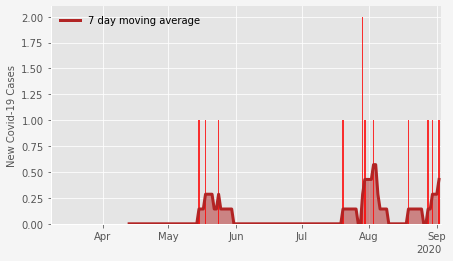 2.00
7 day moving average
1.75
1.50
1.25
1.00
0.75
0.50
0.25
0.00
New Covid-19 Cases
Apr
May
Jun
Jul
Aug
Sep
2020